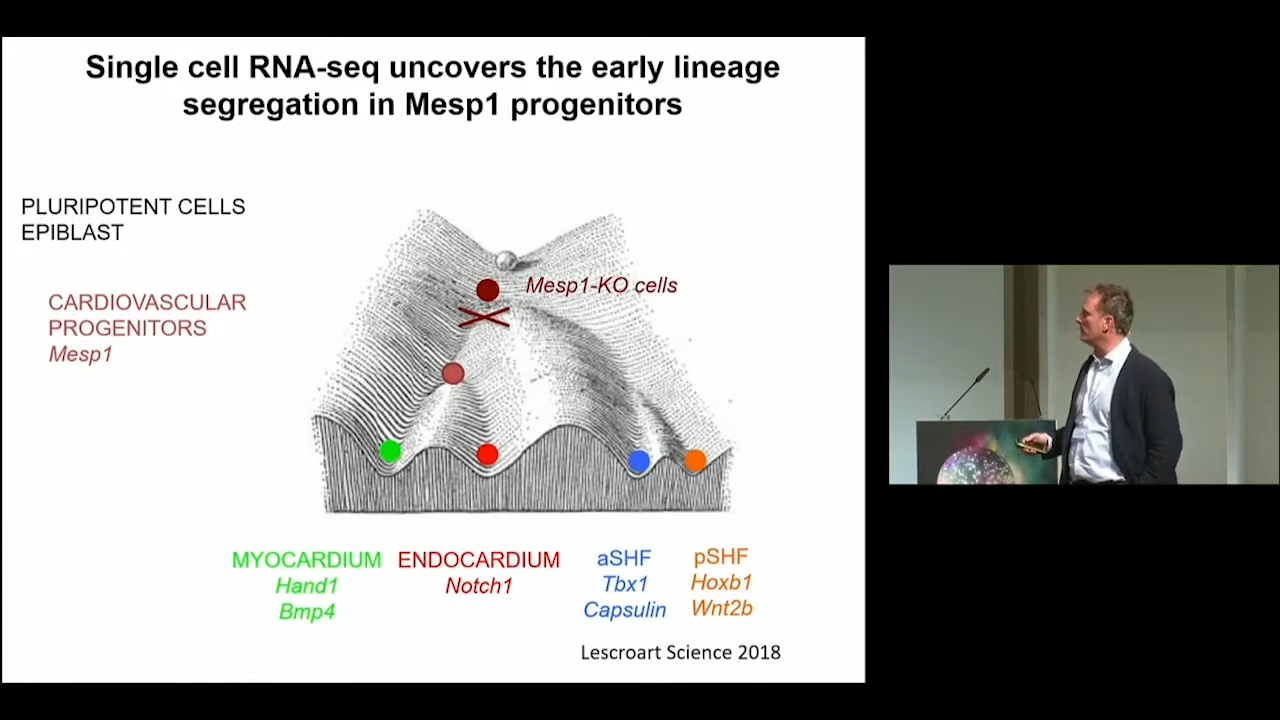 Single cell RNA-seq uncovers the early lineage
segregation in Mesp1 progenitors
PLURIPOTENT CELLS
EPIBLAST
Mesp1-KO cells
CARDIOVASCULAR
PROGENITORS
Mesp1
MYOCARDIUM
Hand1
Bmp4
ENDOCARDIUM
Notch1
aSHF
Tbx1
Capsulin
pSHF
Hoxb1
Wnt2b
Lescroart Science 2018